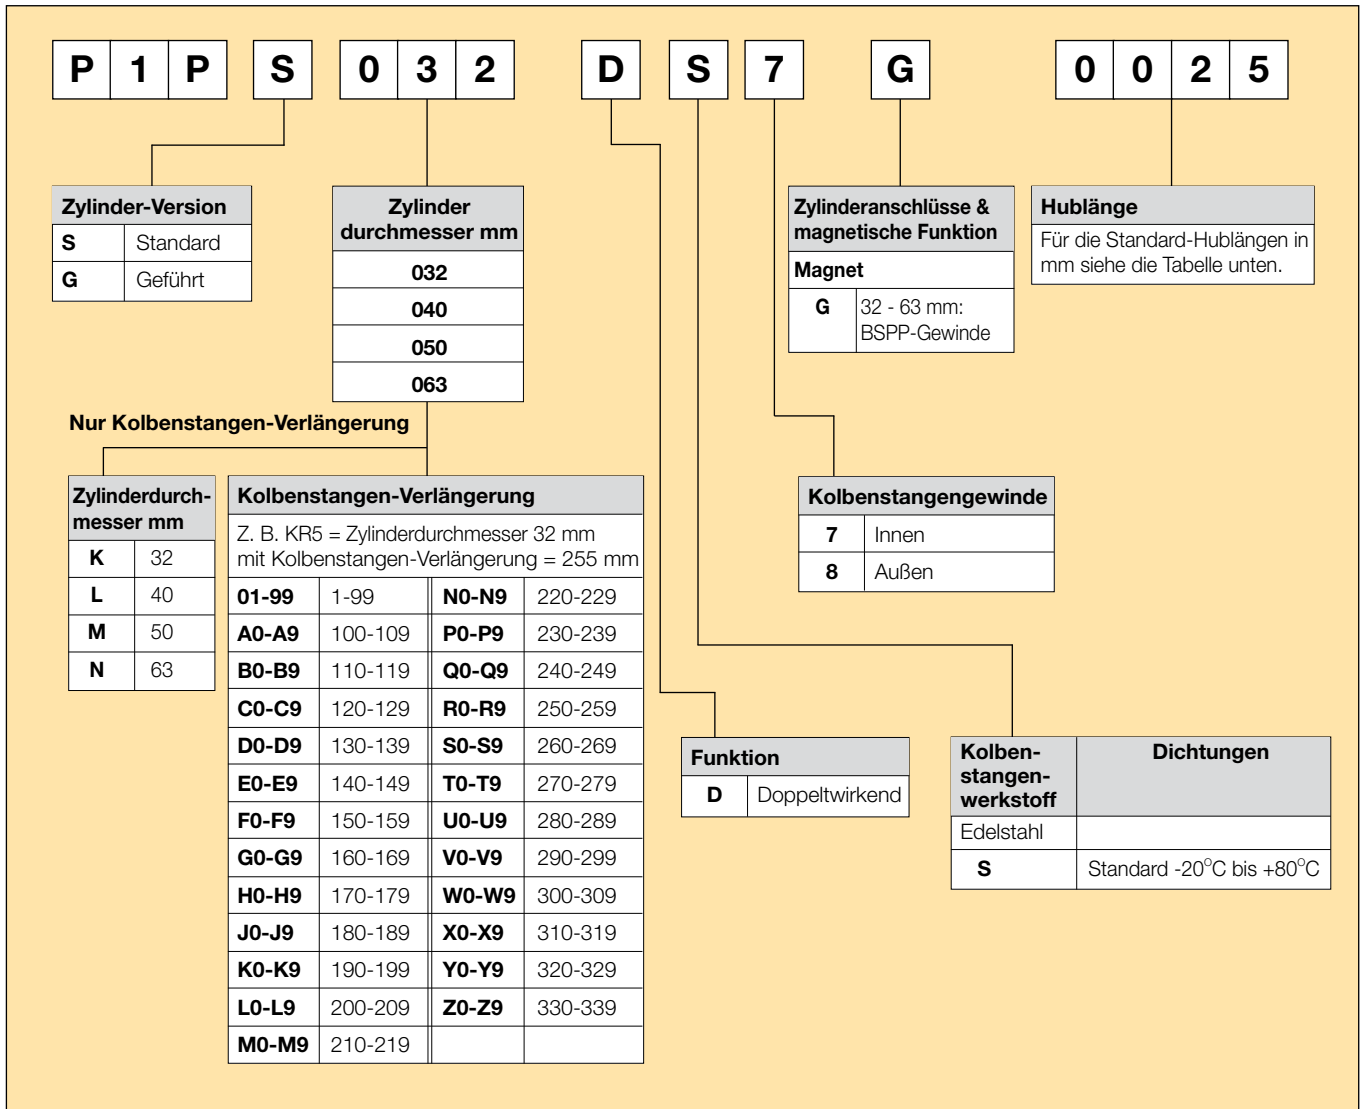 P 1 P S 0 3 2 D S 7 G 0 0 2 5
Zylinder-Version
S Standard
G Geführt
Zylinder
durchmesser mm
032
040
050
063
Zylinderanschlüsse &
magnetische Funktion
Magnet
G 32 - 63 mm:
BSPP-Gewinde
Hublänge
Für die Standard-Hublängen in
mm siehe die Tabelle unten.
Nur Kolbenstangen-Verlängerung
Zylinderdurch-
messer mm
K 32
L 40
M 50
N 63
Kolbenstangen-Verlängerung
Z. B. KR5 = Zylinderdurchmesser 32 mm
mit Kolbenstangen-Verlängerung = 255 mm
01-99 1-99 N0-N9 220-229
A0-A9 100-109 P0-P9 230-239
B0-B9 110-119 Q0-Q9 240-249
C0-C9 120-129 R0-R9 250-259
D0-D9 130-139 S0-S9 260-269
E0-E9 140-149 T0-T9 270-279
F0-F9 150-159 U0-U9 280-289
G0-G9 160-169 V0-V9 290-299
H0-H9 170-179 W0-W9 300-309
J0-J9 180-189 X0-X9 310-319
K0-K9 190-199 Y0-Y9 320-329
L0-L9 200-209 Z0-Z9 330-339
M0-M9 210-219
Kolbenstangengewinde
7 Innen
8 Außen
Funktion
D Doppeltwirkend
Kolben-
stangen-
werkstoff
Dichtungen
Edelstahl
S Standard -20°C bis +80°C